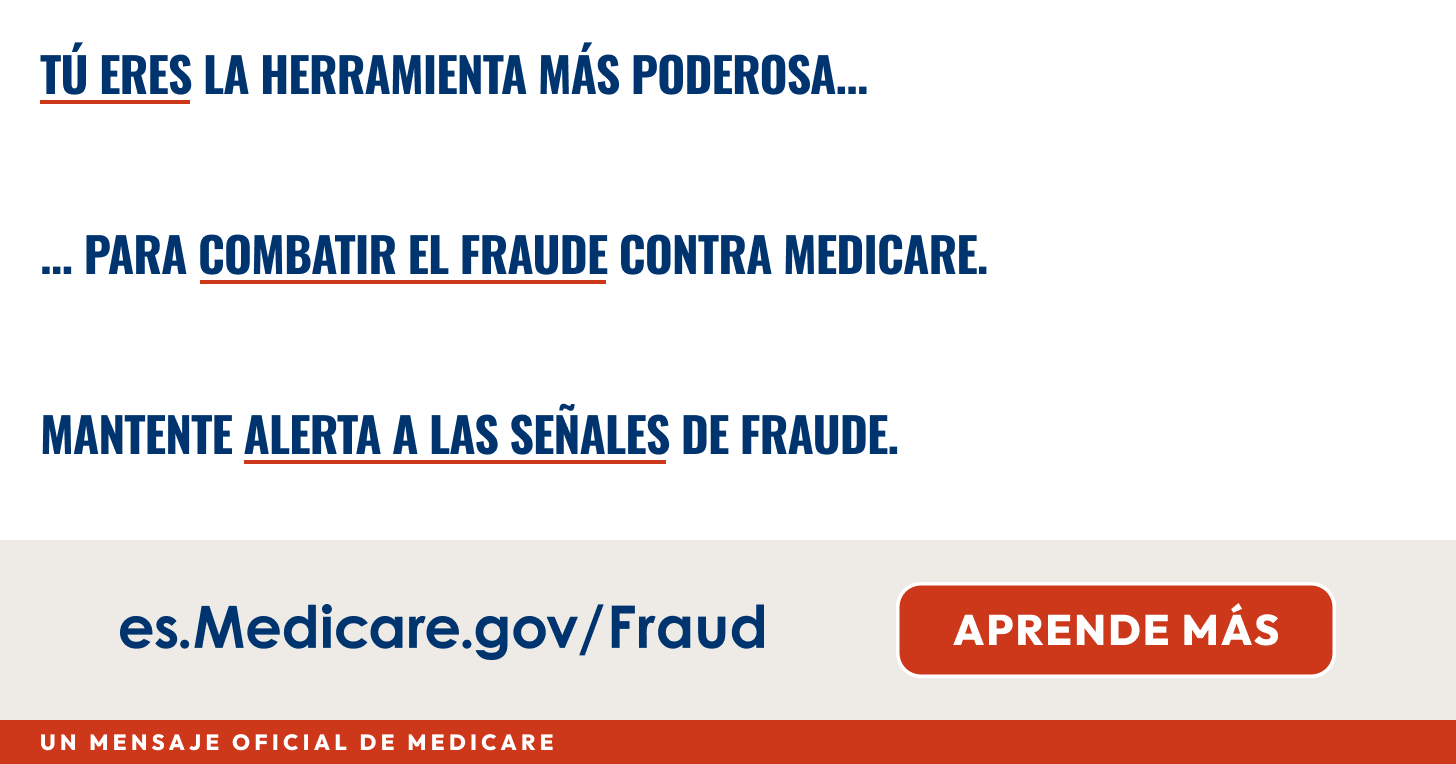 TÚ ERES LA HERRAMIENTA MÁS PODEROSA...
... PARA COMBATIR EL FRAUDE CONTRA MEDICARE.
MANTENTE ALERTA A LAS SEÑALES DE FRAUDE.
es.Medicare.gov/Fraud
APRENDE MÁS
UN MENSAJE OFICIAL DE MEDICARE